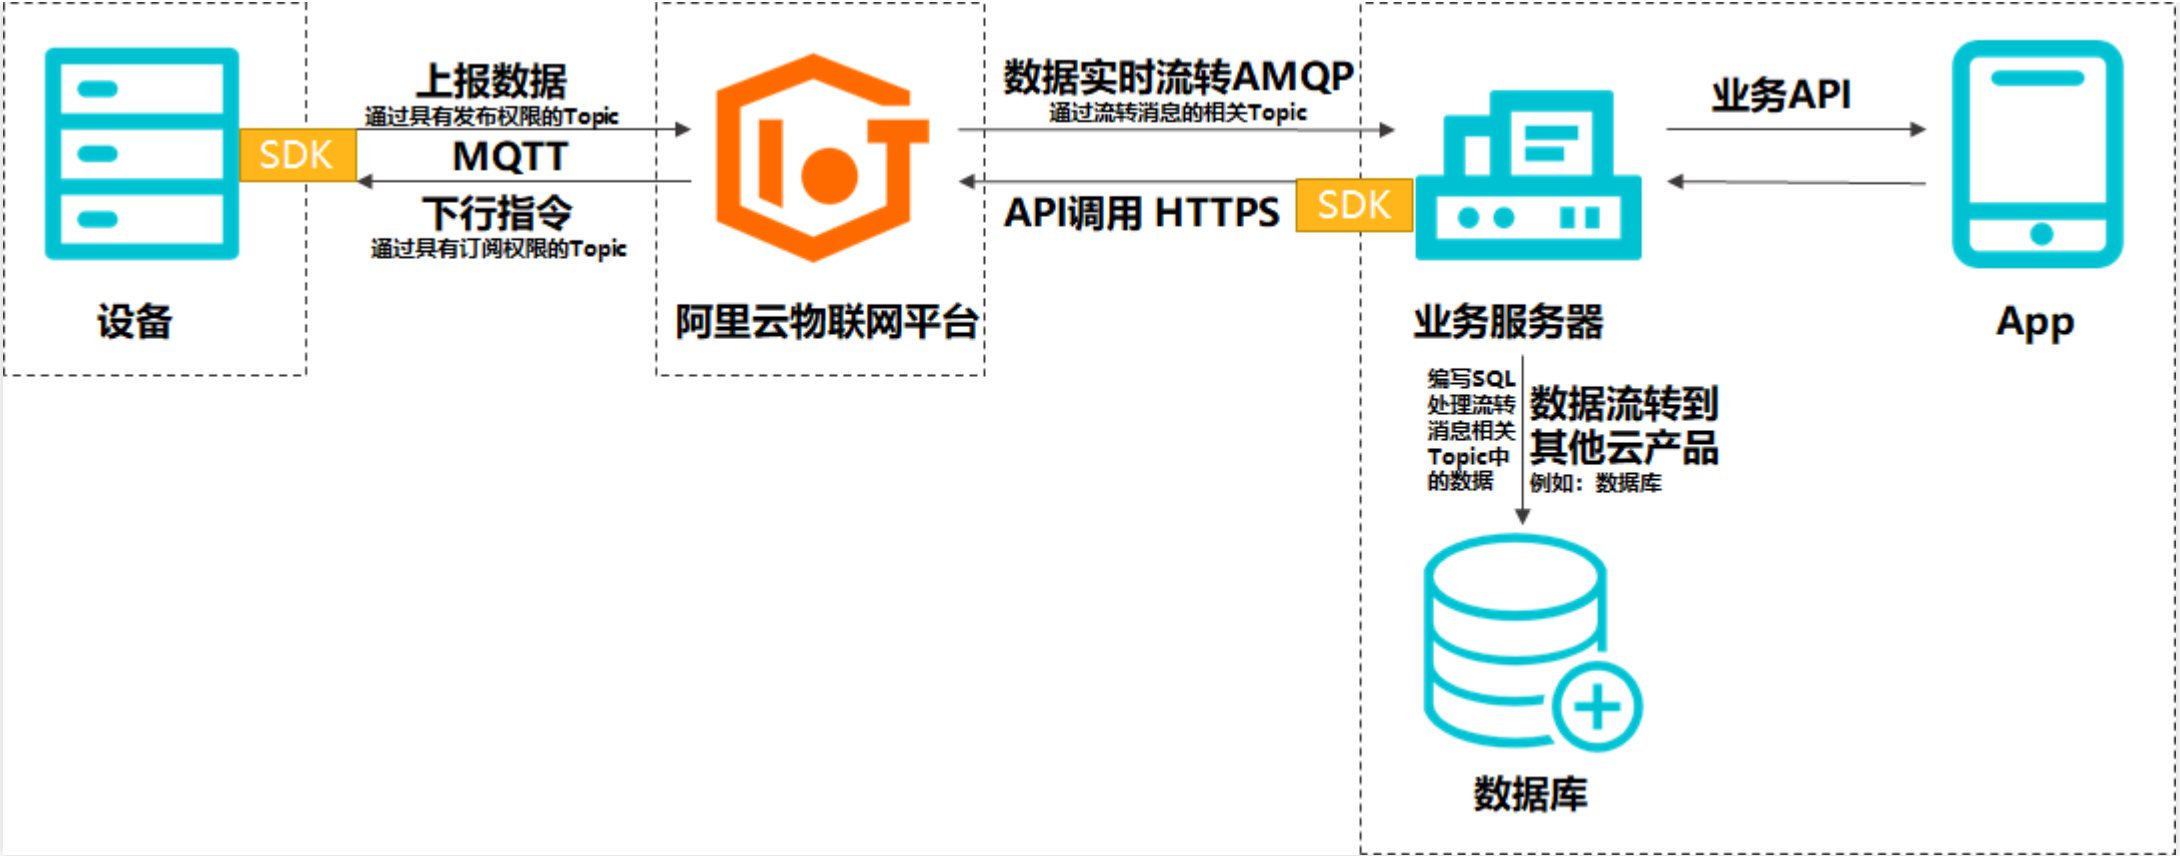 上报数据
通过具有发布权限的Topic
SDK
MQTT
下行指令
通过具有订阅权限的Topic
设备
阿里云物联网平台
数据实时流转AMQP
通过流转消息的相关Topic
API调用 HTTPS
SDK
业务API
业务服务器
App
编写SQL
处理流转
消息相关
Topic中
的数据
数据流转到
其他云产品
例如：数据库
数据库